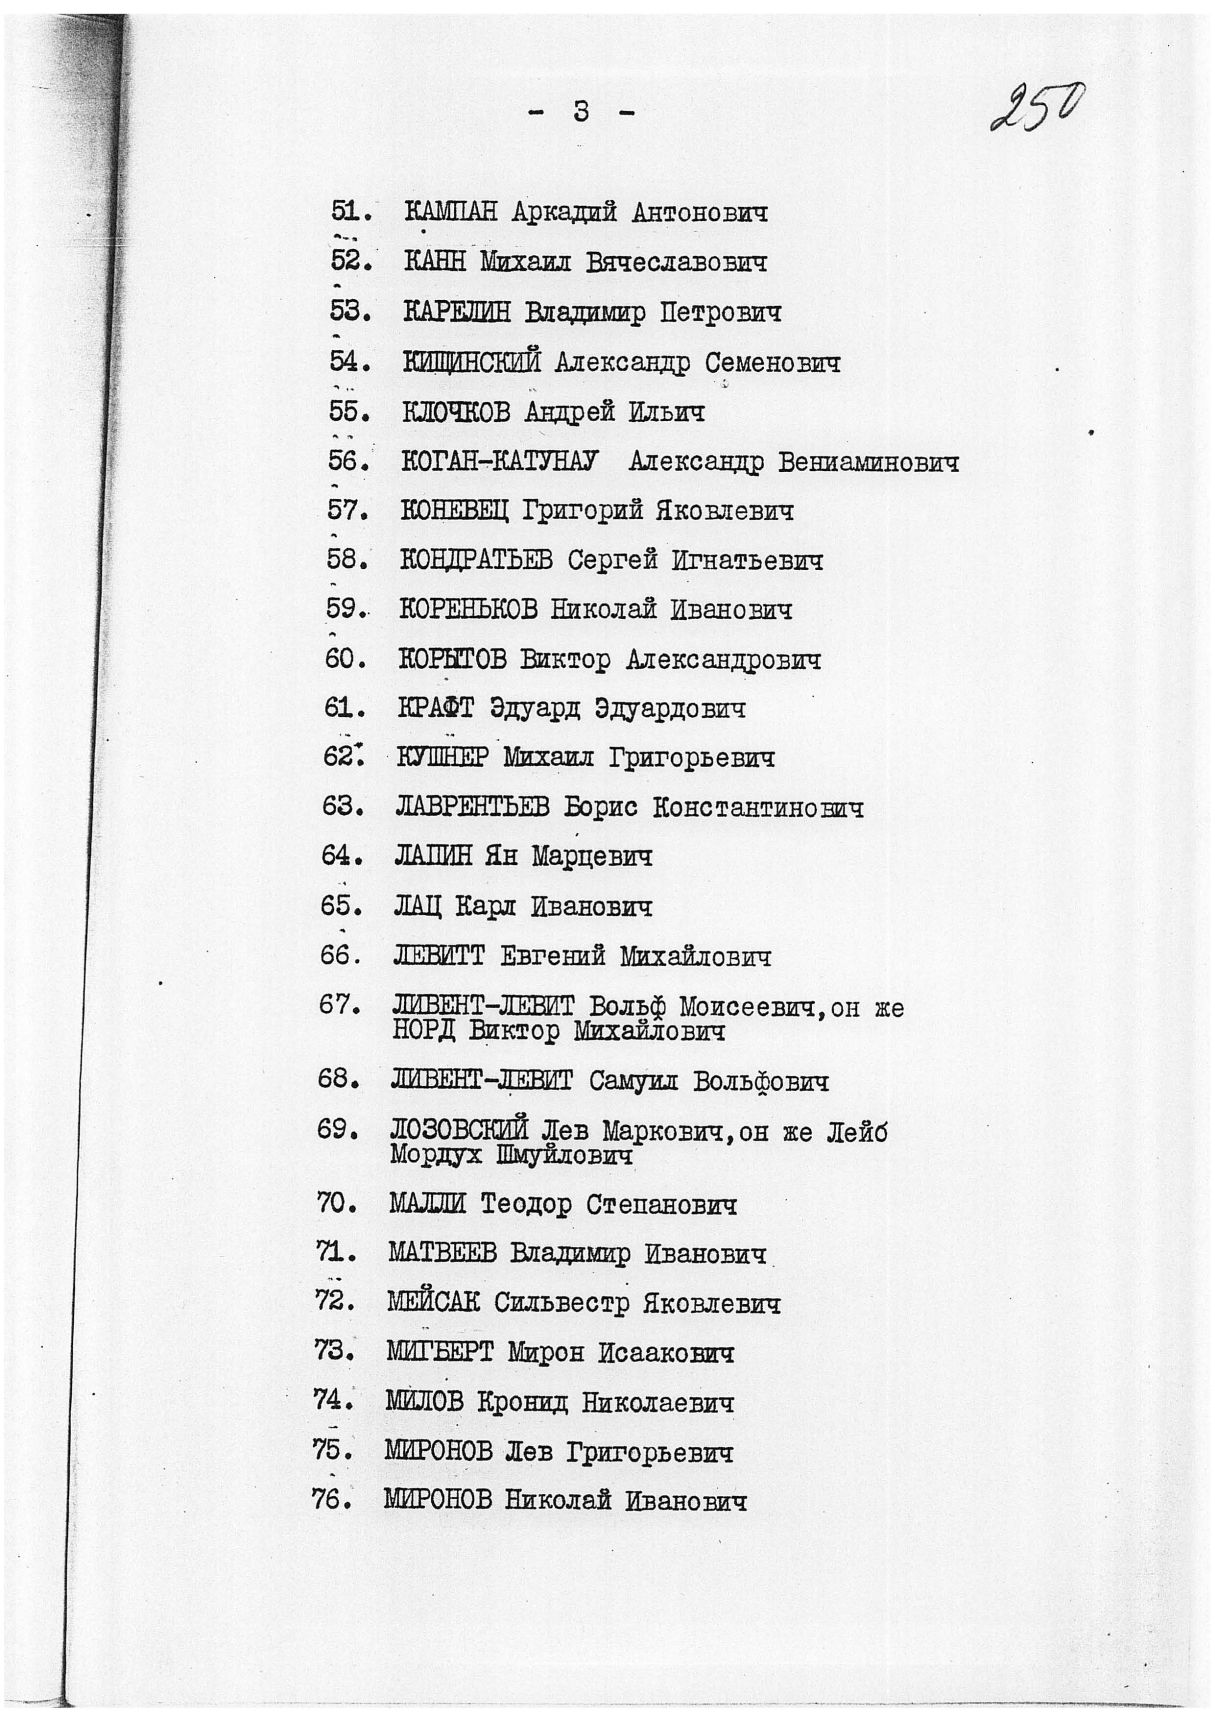 - 3 -
250
51. КАМПАН Аркадий Антонович
52. КАНН Михаил Вячеславович
53. КАРЕЛИН Владимир Петрович
54. КИЩИНСКИЙ Александр Семенович
55. КЛОЧКОВ Андрей Ильич
56. КОГАН-КАТУНАУ Александр Вениаминович
57. КОНЕВЕЦ Григорий Яковлевич
58. КОНДРАТЬЕВ Сергей Игнатьевич
59. КОРЕНЬКОВ Николай Иванович
60. КОРЫТОВ Виктор Александрович
61. КРАФТ Эдуард Эдуардович
62. КУШНЕР Михаил Григорьевич
63. ЛАВРЕНТЬЕВ Борис Константинович
64. ЛАПИН Ян Марцевич
65. ЛАЦ Карл Иванович
66. ЛЕВИТТ Евгений Михайлович
67. ЛИВЕНТ-ЛЕВИТ Вольф Моисеевич,он же
НОРД Виктор Михайлович
68. ЛИВЕНТ-ЛЕВИТ Самуил Вольфович
69. ЛОЗОВСКИЙ Лев Маркович,он же Лейб
Мордух Шмуйлович
70. МАЛЛИ Теодор Степанович
71. МАТВЕЕВ Владимир Иванович
72. МЕЙСАК Сильвестр Яковлевич
73. МИГБЕРТ Мирон Исаакович
74. МИЛОВ Кронид Николаевич
75. МИРОНОВ Лев Григорьевич
76. МИРОНОВ Николай Иванович